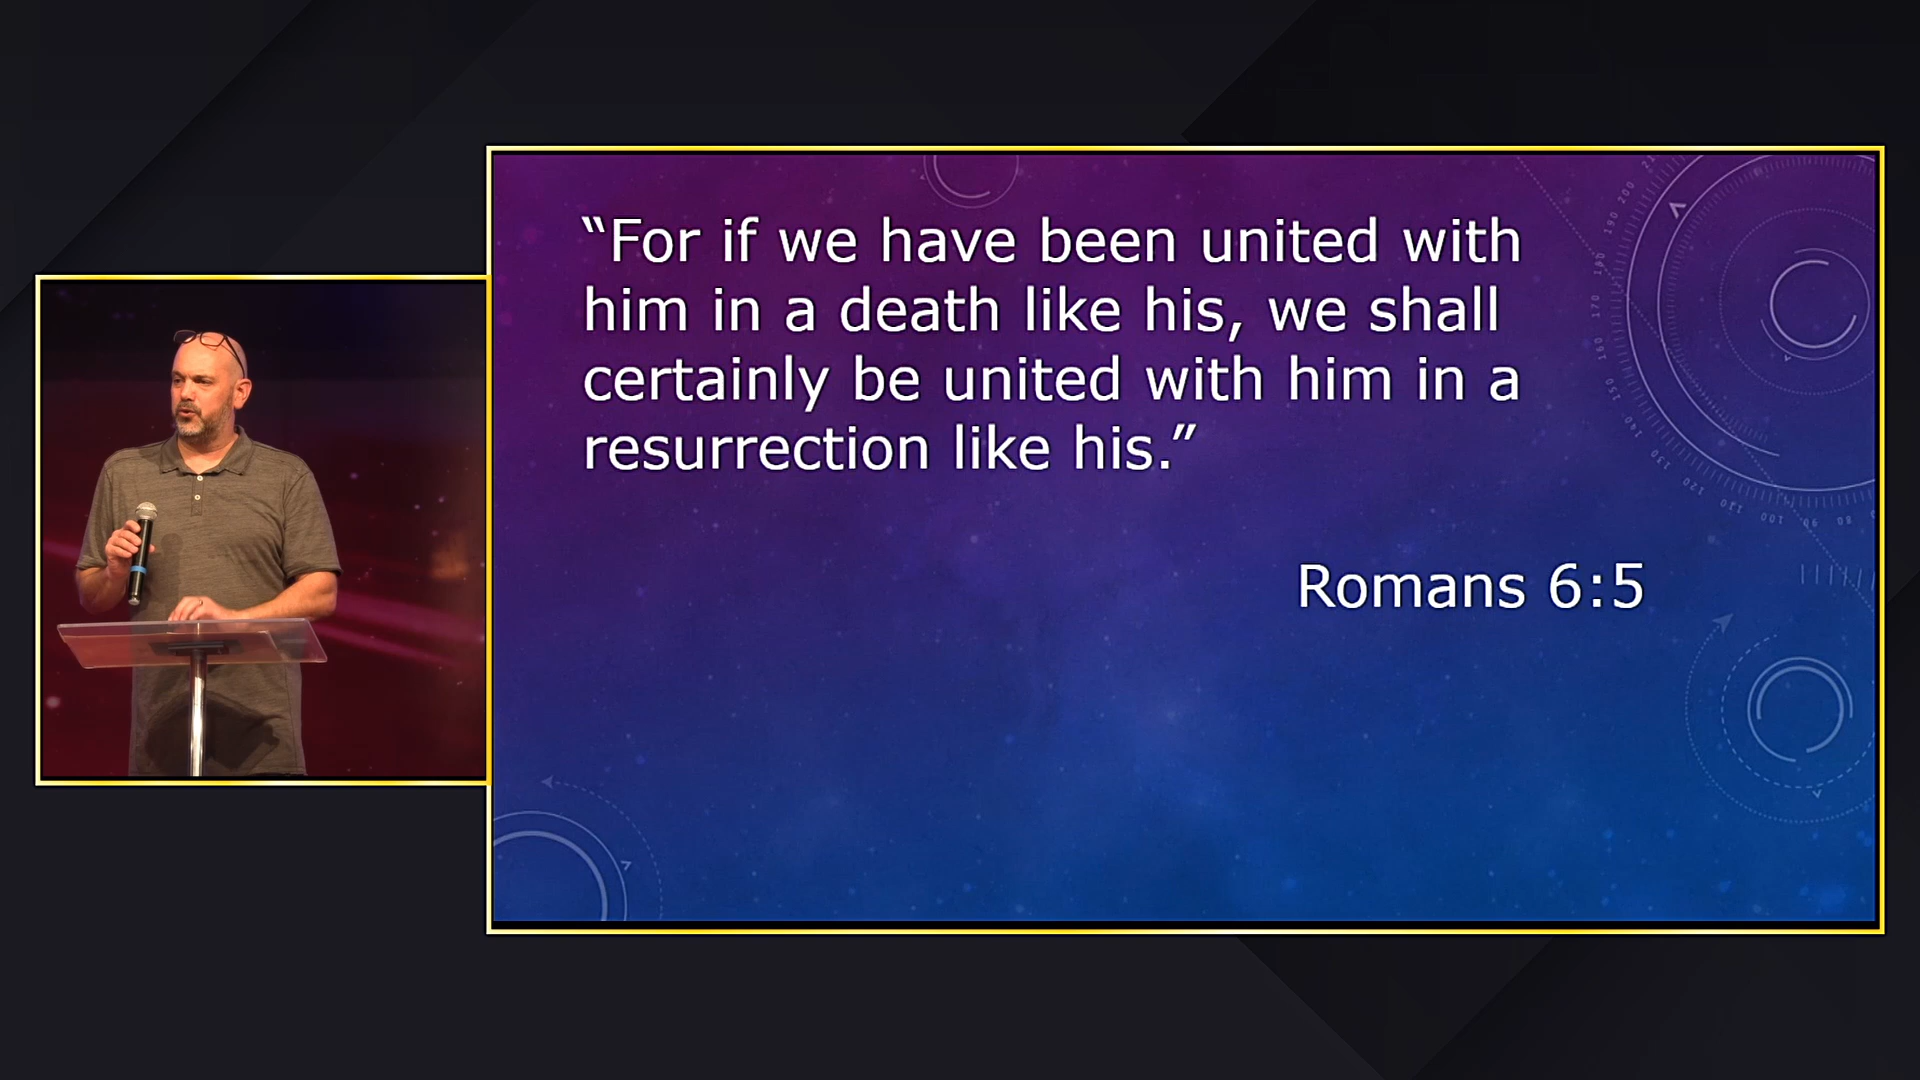 “For if we have been united with
him in a death like his, we shall
certainly be united with him in a
resurrection like his.”
Romans 6:5